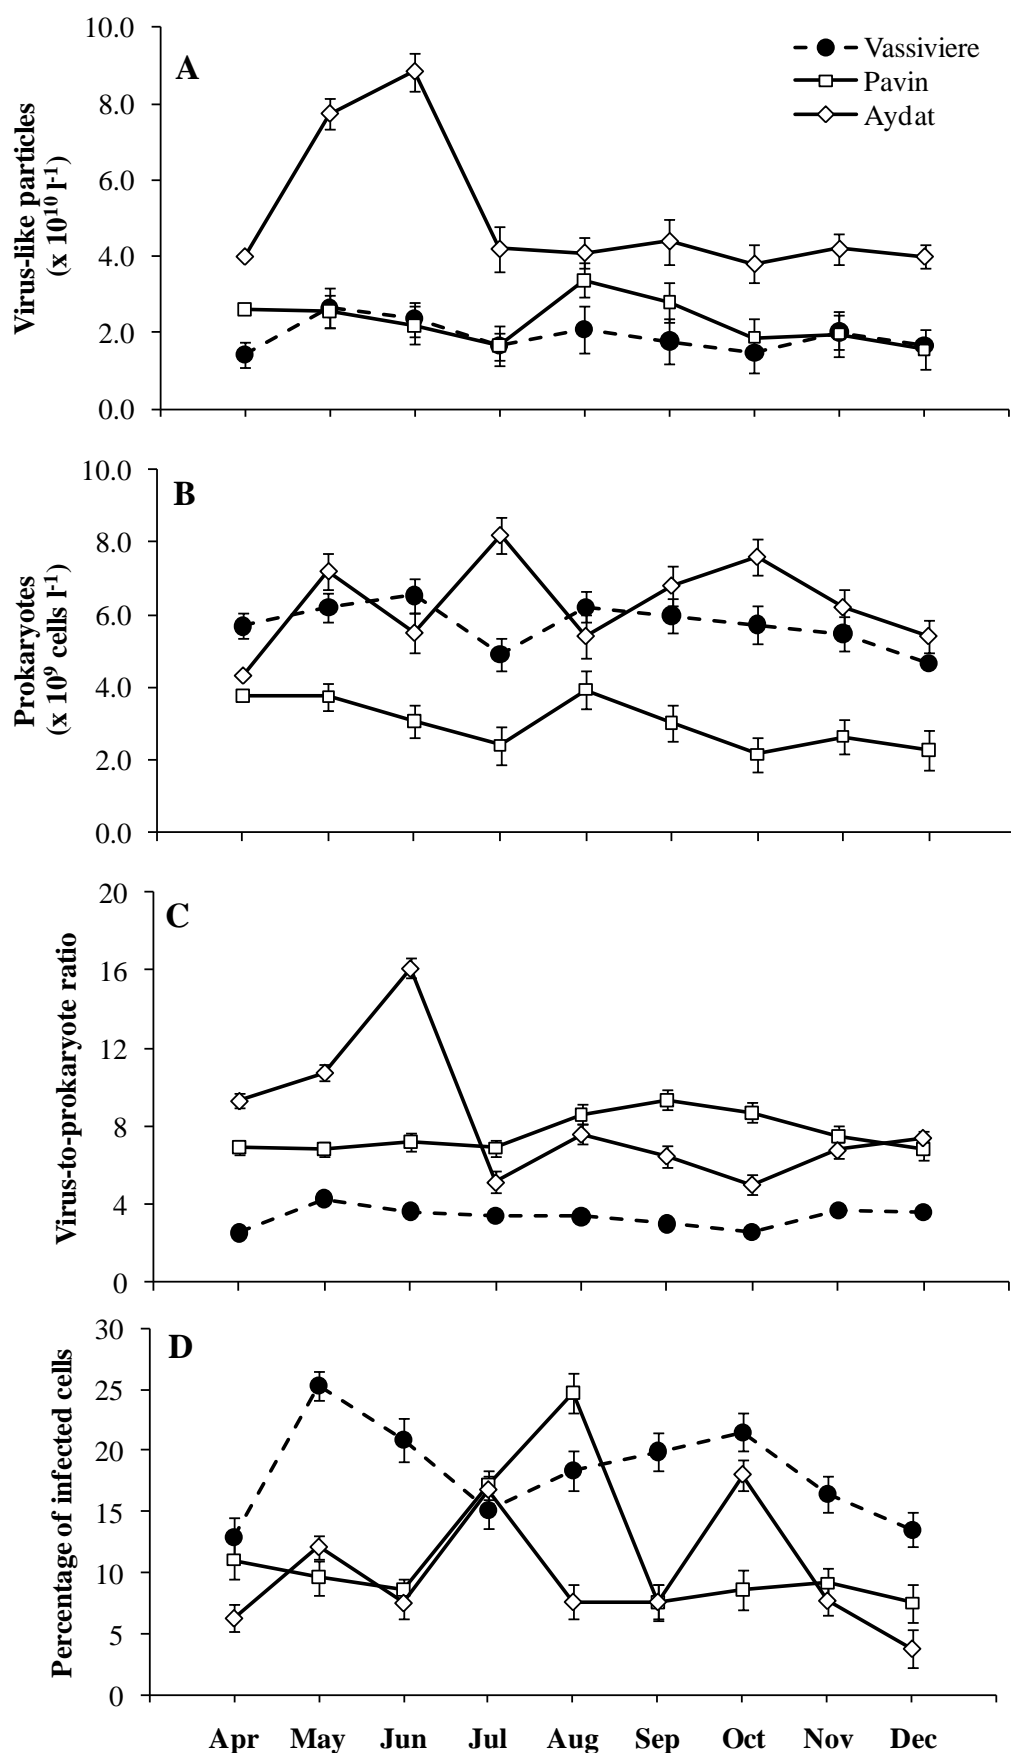 10.0
8.0
6.0
4.0
2.0
0.0
Virus-like particles
(x 10¹⁰ l⁻¹)
A
Vassiviere
Pavin
Aydat
10.0
8.0
6.0
4.0
2.0
0.0
Prokaryotes
(x 10⁹ cells l⁻¹)
B
20
16
12
8
4
0
Virus-to-prokaryote ratio
C
30
25
20
15
10
5
0
Percentage of infected cells
D
Apr May Jun Jul Aug Sep Oct Nov Dec